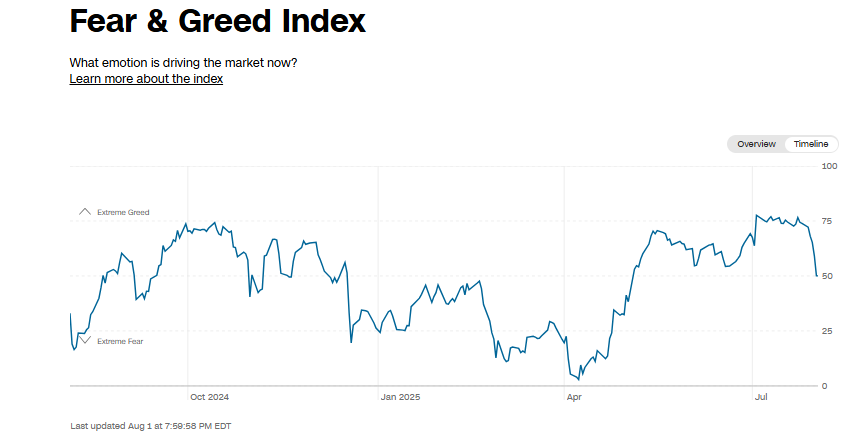 Fear & Greed Index
What emotion is driving the market now?
Learn more about the index
Overview
Timeline
100
Extreme Greed
75
50
25
Extreme Fear
0
Oct 2024
Jan 2025
Apr
Jul
Last updated Aug 1 at 7:59:58 PM EDT